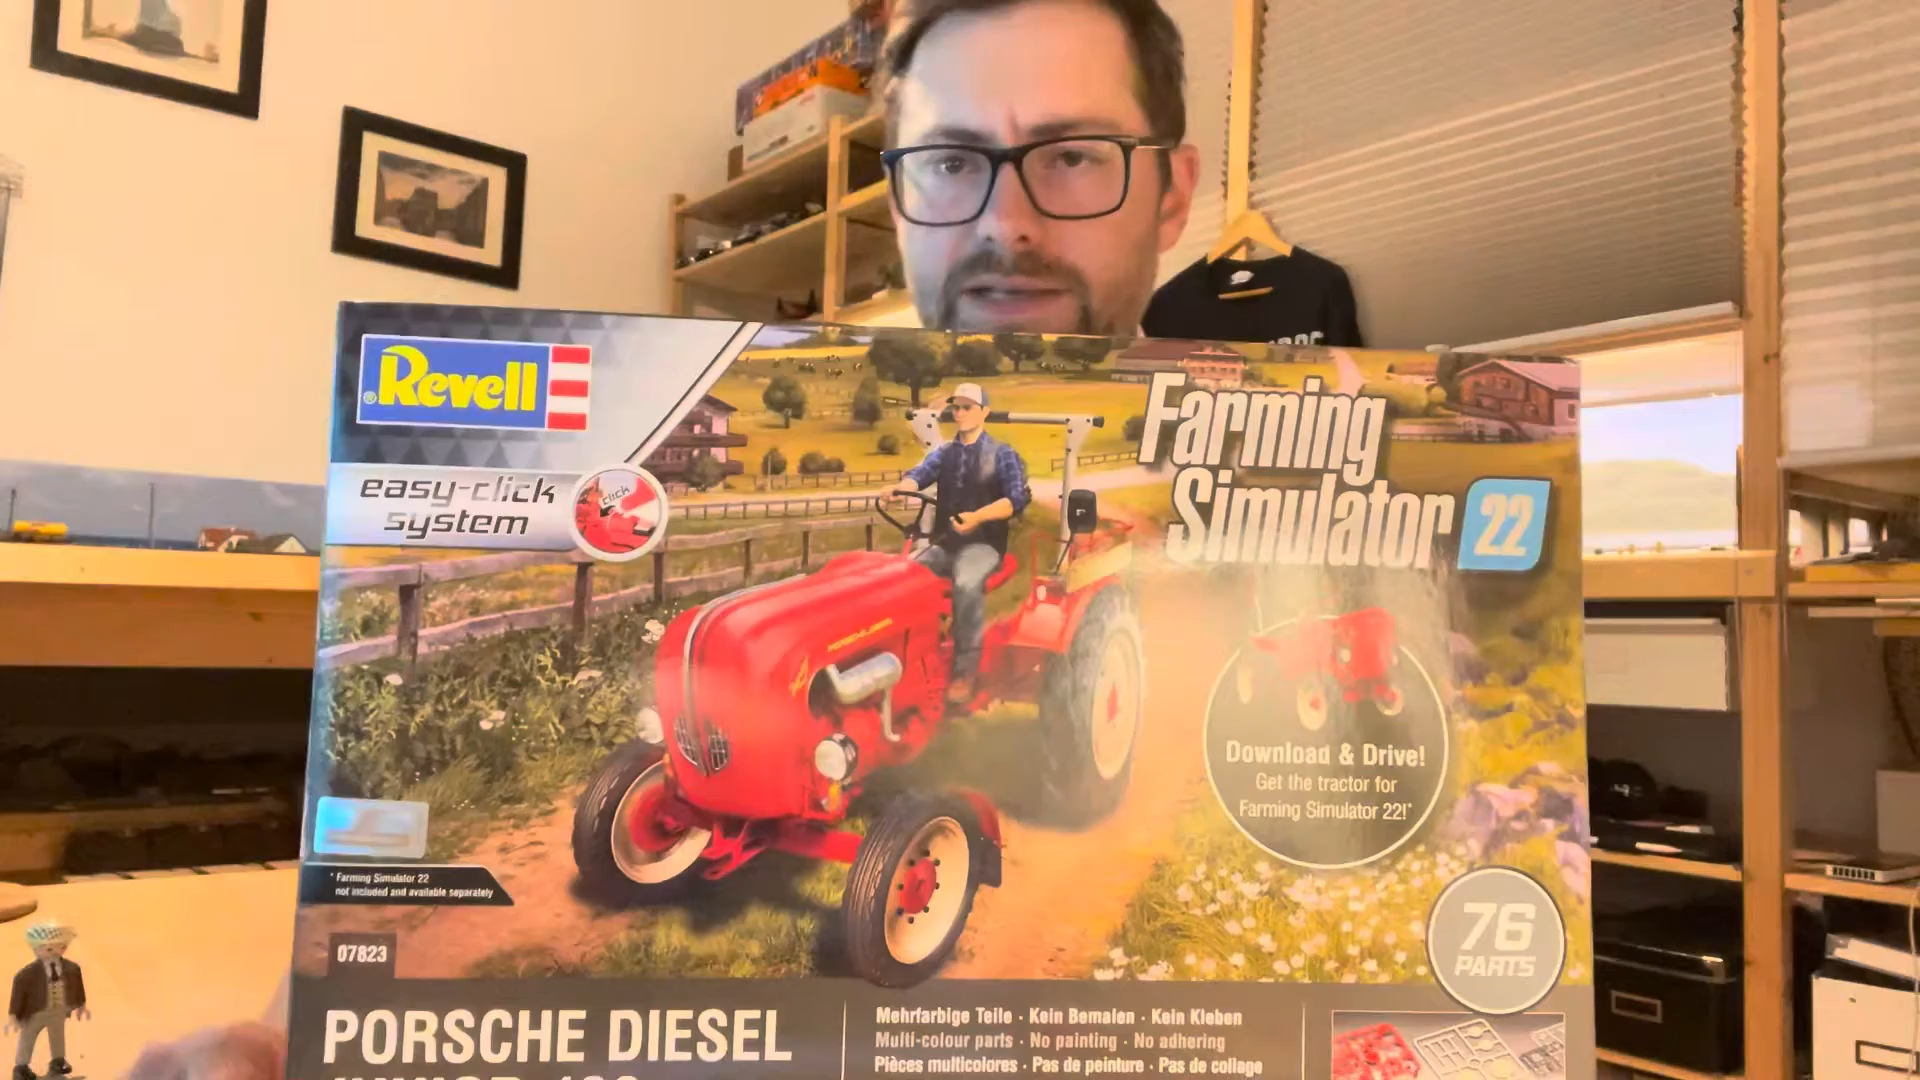 Revell
easy-click
system
click
Farming
Simulator 22
Download & Drive!
Get the tractor for
Farming Simulator 22!*
* Farming Simulator 22
not included and available separately
07823
76
PARTS
PORSCHE DIESEL
Mehrfarbige Teile · Kein Bemalen · Kein Kleben
Multi-colour parts · No painting · No adhering
Pièces multicolores · Pas de peinture · Pas de collage